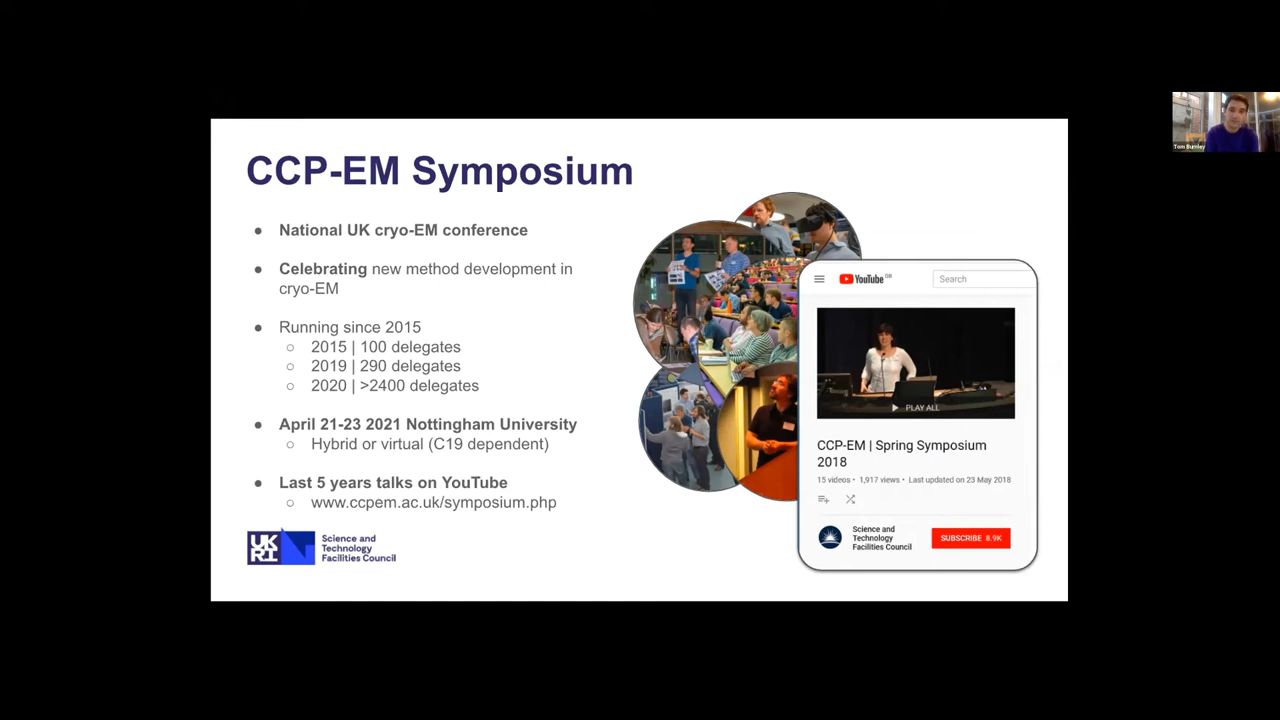 CCP-EM Symposium
● National UK cryo-EM conference
● Celebrating new method development in
cryo-EM
● Running since 2015
○ 2015 | 100 delegates
○ 2019 | 290 delegates
○ 2020 | >2400 delegates
● April 21-23 2021 Nottingham University
○ Hybrid or virtual (C19 dependent)
● Last 5 years talks on YouTube
○ www.ccpem.ac.uk/symposium.php
UK
RI
Science and
Technology
Facilities Council
YouTube GB
Search
PLAY ALL
CCP-EM | Spring Symposium
2018
15 videos • 1,917 views • Last updated on 23 May 2018
Science and
Technology
Facilities Council
SUBSCRIBE 8.9K
Tom Burnley